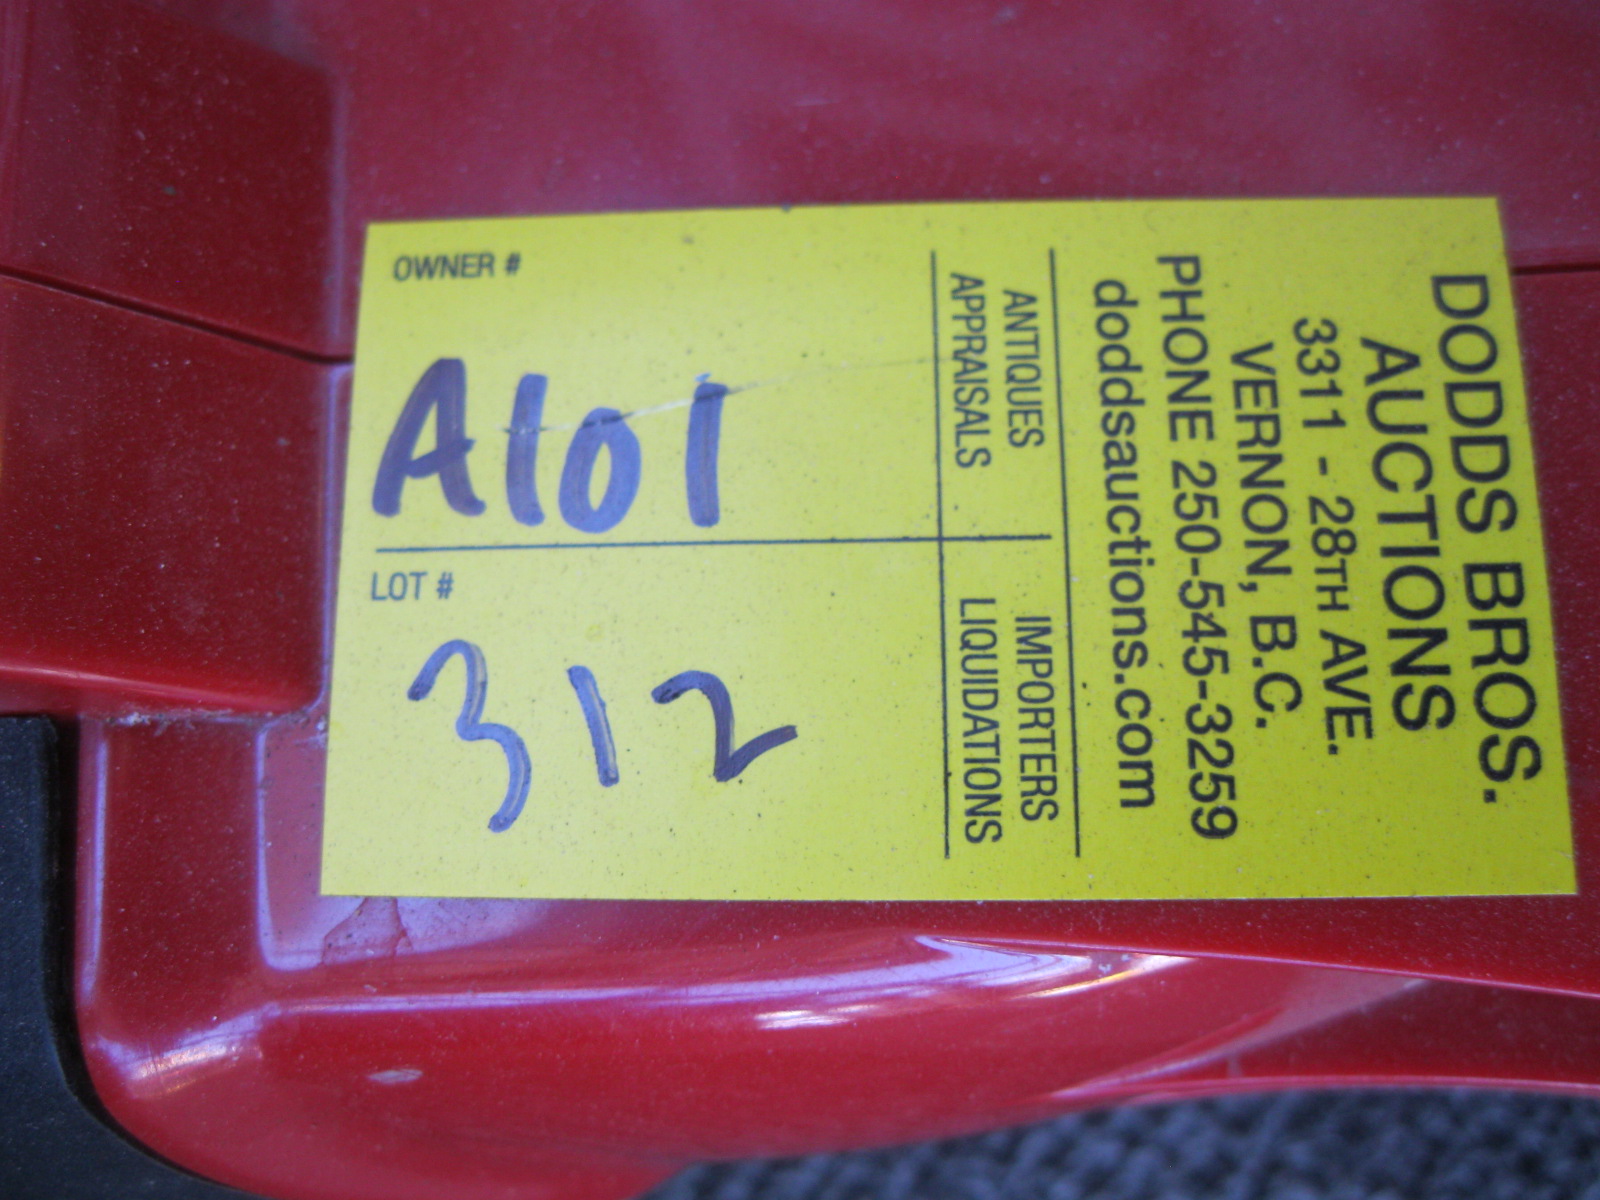 DODDS BROS.
AUCTIONS
3311 - 28TH AVE.
VERNON, B.C.
PHONE 250-545-3259
doddsauctions.com
ANTIQUES
APPRAISALS
IMPORTERS
LIQUIDATIONS
OWNER #
A101
LOT #
312